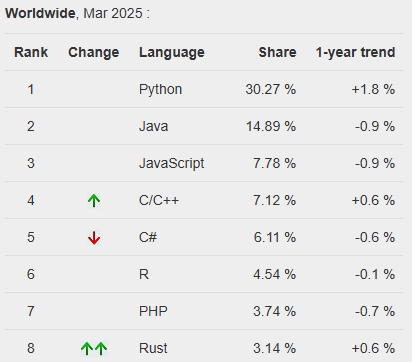 Worldwide, Mar 2025 :
Rank Change Language Share 1-year trend
1 Python 30.27 % +1.8 %
2 Java 14.89 % -0.9 %
3 JavaScript 7.78 % -0.9 %
4 C/C++ 7.12 % +0.6 %
5 C# 6.11 % -0.6 %
6 R 4.54 % -0.1 %
7 PHP 3.74 % -0.7 %
8 Rust 3.14 % +0.6 %